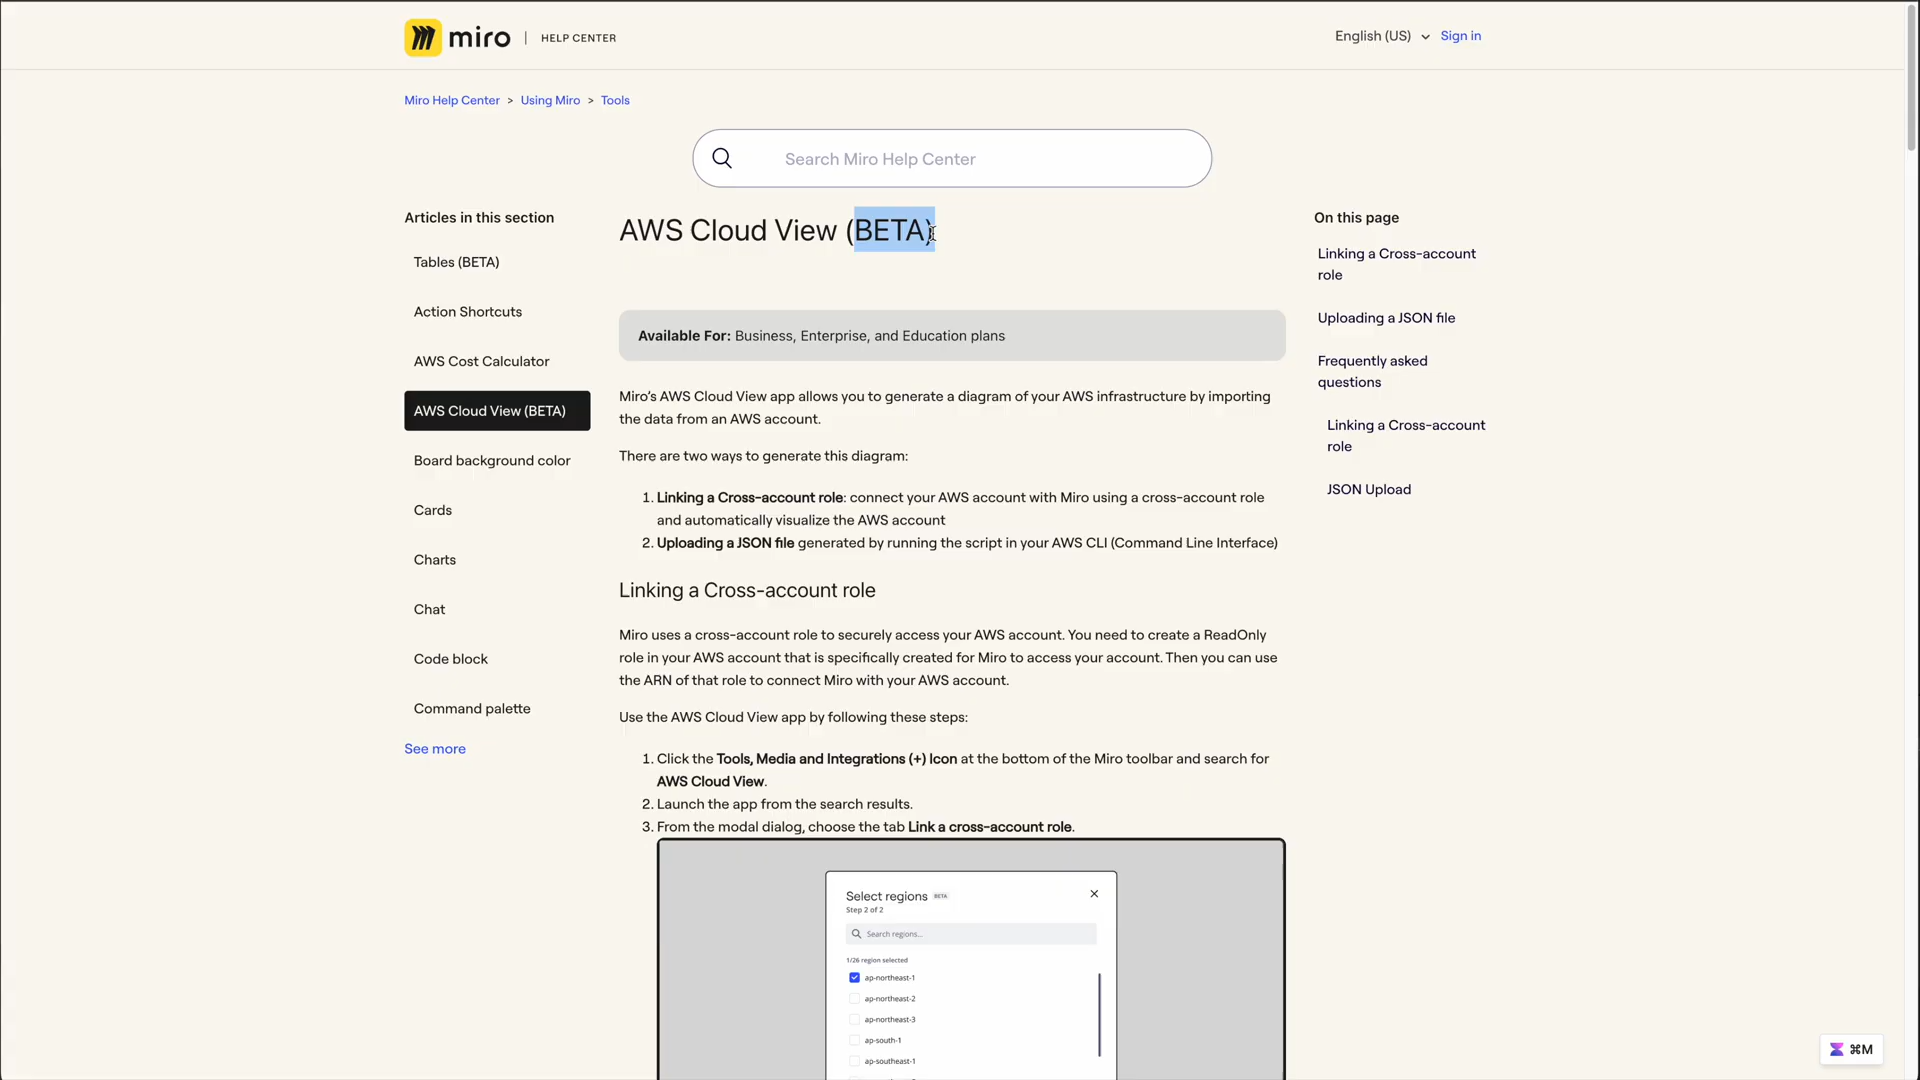 miro | HELP CENTER
English (US)
Sign in
Miro Help Center > Using Miro > Tools
Search Miro Help Center
Articles in this section
Tables (BETA)
Action Shortcuts
AWS Cost Calculator
AWS Cloud View (BETA)
Board background color
Cards
Charts
Chat
Code block
Command palette
See more
AWS Cloud View (BETA)
Available For: Business, Enterprise, and Education plans
Miro’s AWS Cloud View app allows you to generate a diagram of your AWS infrastructure by importing
the data from an AWS account.
There are two ways to generate this diagram:
1. Linking a Cross-account role: connect your AWS account with Miro using a cross-account role
and automatically visualize the AWS account
2. Uploading a JSON file generated by running the script in your AWS CLI (Command Line Interface)
Linking a Cross-account role
Miro uses a cross-account role to securely access your AWS account. You need to create a ReadOnly
role in your AWS account that is specifically created for Miro to access your account. Then you can use
the ARN of that role to connect Miro with your AWS account.
Use the AWS Cloud View app by following these steps:
1. Click the Tools, Media and Integrations (+) Icon at the bottom of the Miro toolbar and search for
AWS Cloud View.
2. Launch the app from the search results.
3. From the modal dialog, choose the tab Link a cross-account role.
Select regions BETA
Step 2 of 2
Search regions...
1/26 region selected
ap-northeast-1
ap-northeast-2
ap-northeast-3
ap-south-1
ap-southeast-1
On this page
Linking a Cross-account
role
Uploading a JSON file
Frequently asked
questions
Linking a Cross-account
role
JSON Upload
⌘M